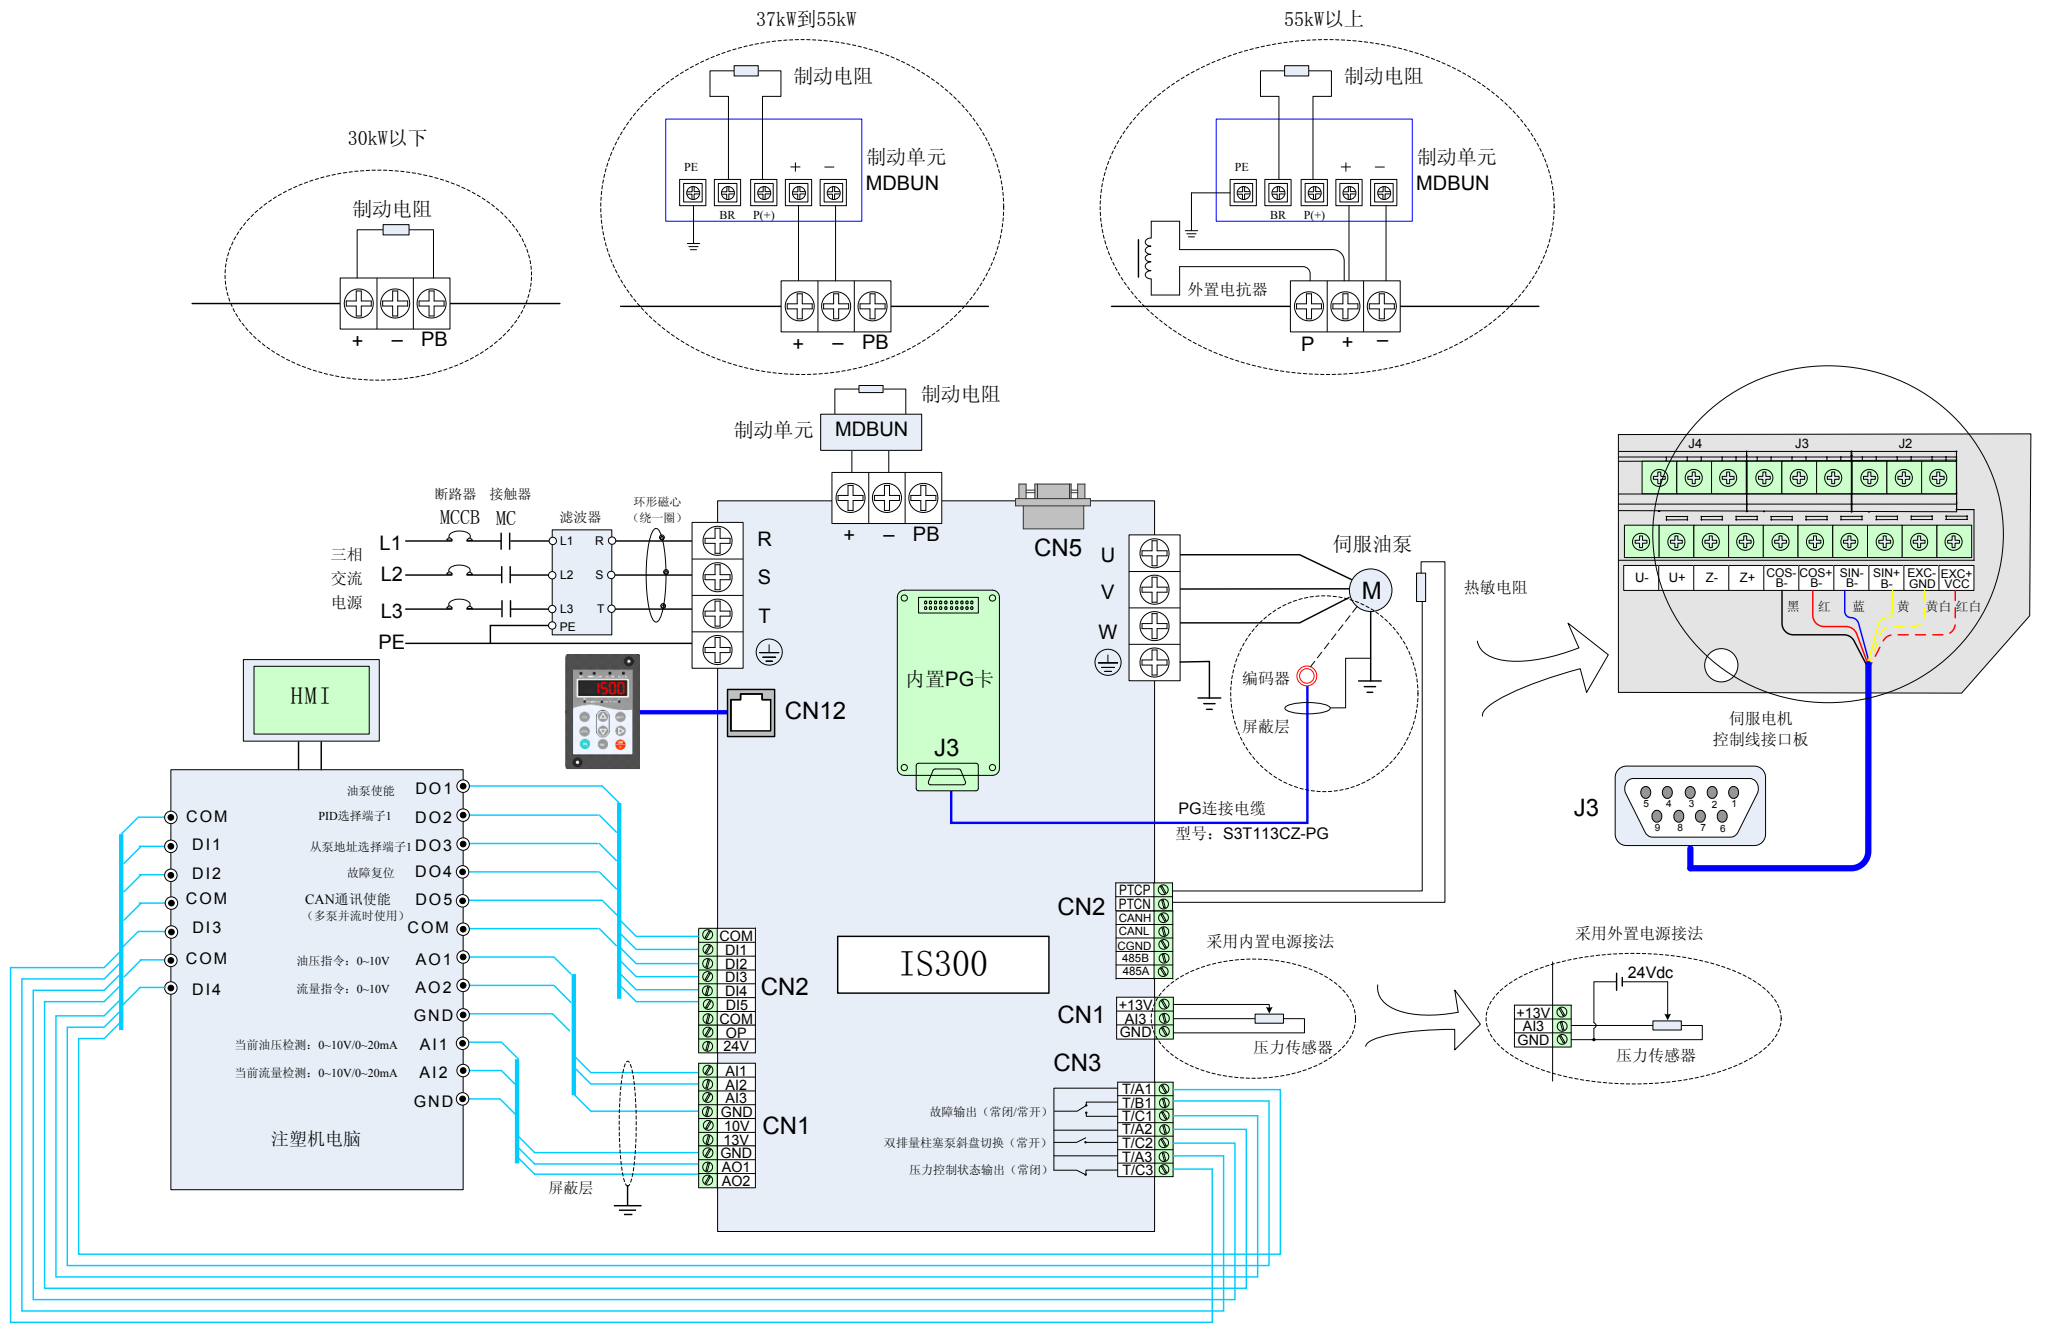 37kW到55kW
55kW以上
30kW以下
制动电阻
PE
+
−
BR
P(+)
制动单元
MDBUN
+
−
PB
制动电阻
PE
+
−
BR
P(+)
制动单元
MDBUN
外置电抗器
P
+
−
制动电阻
+
−
PB
制动电阻
制动单元
MDBUN
+
−
PB
断路器
接触器
MCCB
MC
滤波器
环形磁心
（绕一圈）
三相
交流
电源
L1
L2
L3
PE
L1
R
L2
S
L3
T
PE
R
S
T
CN5
U
V
W
伺服油泵
M
热敏电阻
编码器
屏蔽层
内置PG卡
J3
PG连接电缆
型号：S3T113CZ-PG
1500
CN12
HMI
J4
J3
J2
U-
U+
Z-
Z+
COS-
B-
COS+
B-
SIN-
B-
SIN+
B-
EXC-
GND
EXC+
VCC
黑
红
蓝
黄
黄白
红白
伺服电机
控制线接口板
J3
5
4
3
2
1
9
8
7
6
COM
DI1
DI2
COM
DI3
COM
DI4
油泵使能
DO1
PID选择端子1
DO2
从泵地址选择端子1
DO3
故障复位
DO4
CAN通讯使能
（多泵并流时使用）
DO5
COM
油压指令：0~10V
AO1
流量指令：0~10V
AO2
GND
当前油压检测：0~10V/0~20mA
AI1
当前流量检测：0~10V/0~20mA
AI2
GND
注塑机电脑
屏蔽层
COM
DI1
DI2
DI3
DI4
DI5
COM
OP
24V
CN2
AI1
AI2
AI3
GND
10V
13V
GND
AO1
AO2
CN1
IS300
CN2
PTCP
PTCN
CANH
CANL
CGND
485B
485A
CN1
+13V
AI3
GND
采用内置电源接法
压力传感器
采用外置电源接法
24Vdc
+13V
AI3
GND
压力传感器
CN3
故障输出（常闭/常开）
双排量柱塞泵斜盘切换（常开）
压力控制状态输出（常闭）
T/A1
T/B1
T/C1
T/A2
T/C2
T/A3
T/C3